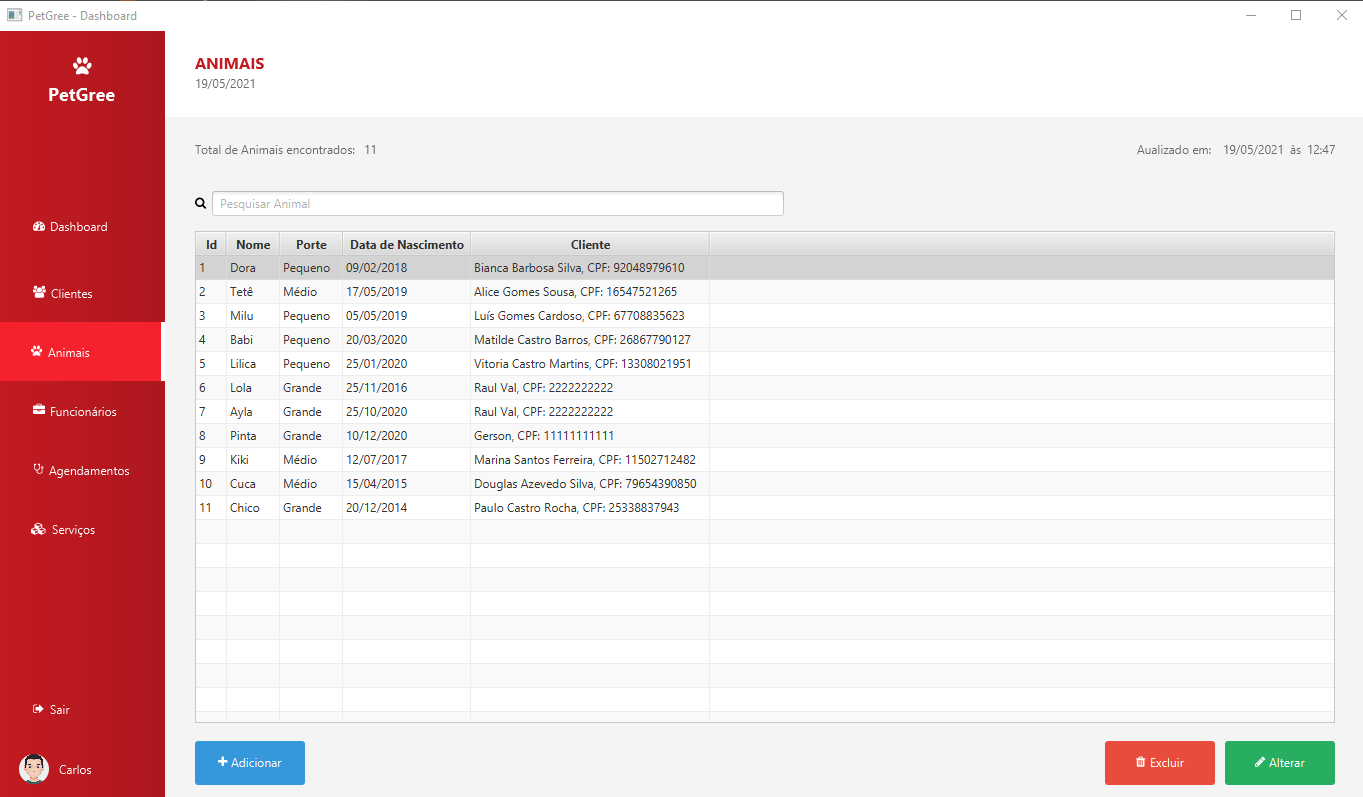 PetGree - Dashboard
PetGree
Dashboard
Clientes
Animais
Funcionários
Agendamentos
Serviços
Sair
Carlos
ANIMAIS
19/05/2021
Total de Animais encontrados: 11
Aualizado em: 19/05/2021 às 12:47
Pesquisar Animal
Id Nome Porte Data de Nascimento Cliente
1 Dora Pequeno 09/02/2018 Bianca Barbosa Silva, CPF: 92048979610
2 Tetê Médio 17/05/2019 Alice Gomes Sousa, CPF: 16547521265
3 Milu Pequeno 05/05/2019 Luís Gomes Cardoso, CPF: 67708835623
4 Babi Pequeno 20/03/2020 Matilde Castro Barros, CPF: 26867790127
5 Lilica Pequeno 25/01/2020 Vitoria Castro Martins, CPF: 13308021951
6 Lola Grande 25/11/2016 Raul Val, CPF: 2222222222
7 Ayla Grande 25/10/2020 Raul Val, CPF: 2222222222
8 Pinta Grande 10/12/2020 Gerson, CPF: 11111111111
9 Kiki Médio 12/07/2017 Marina Santos Ferreira, CPF: 11502712482
10 Cuca Médio 15/04/2015 Douglas Azevedo Silva, CPF: 79654390850
11 Chico Grande 20/12/2014 Paulo Castro Rocha, CPF: 25338837943
Adicionar
Excluir
Alterar